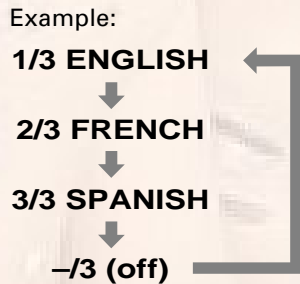 Example:
1/3 ENGLISH
2/3 FRENCH
3/3 SPANISH
–/3 (off)